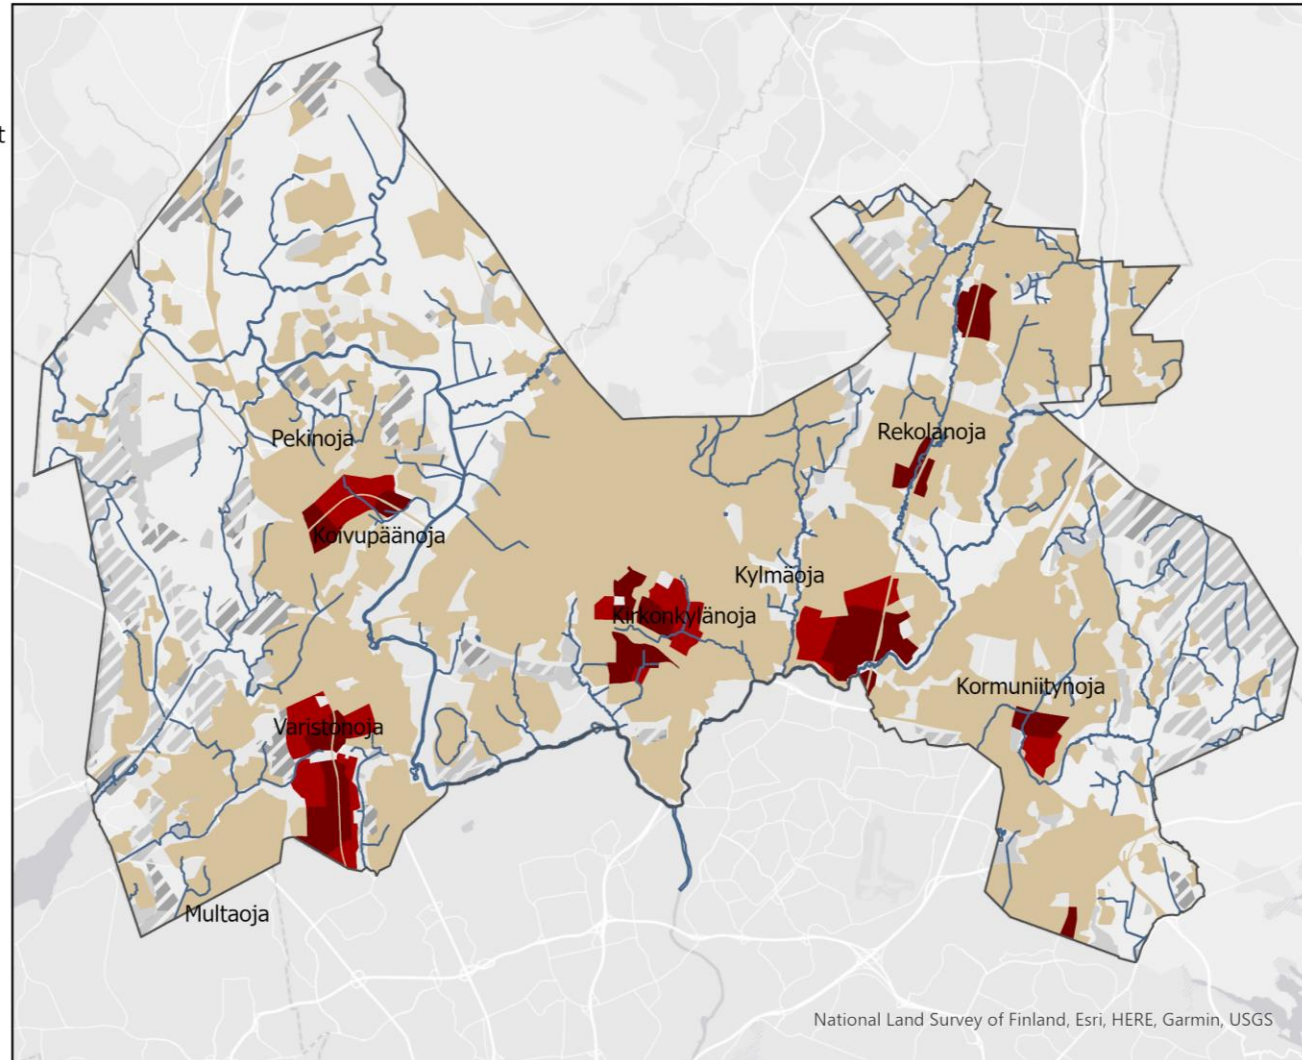 t
Pekinoja
Rekolanoja
Koivupäänoja
Kylmäoja
Kirkonkylänoja
Kormuniitynoja
Varistonoja
Multaoja
National Land Survey of Finland, Esri, HERE, Garmin, USGS